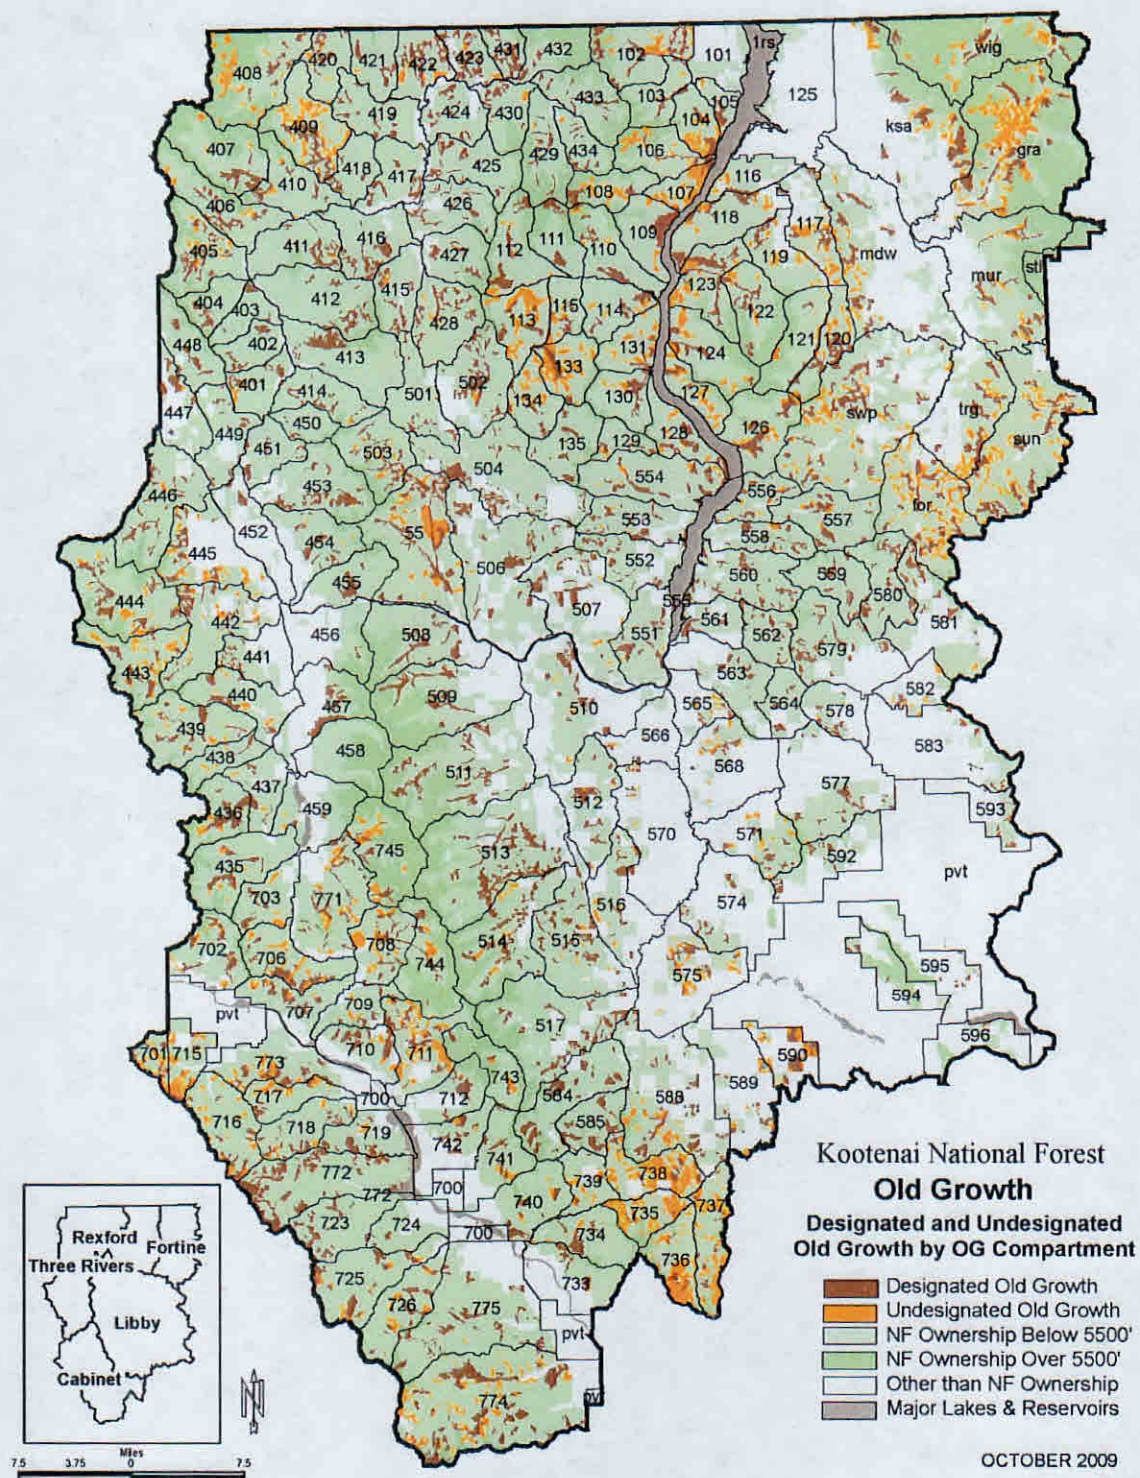 408 420 421 422 423 431 432 102 101 1rs wig
433 103 105 125
409 419 424 430 104 ksa
407 418 417 425 429 434 106 gra
410 108 107 116
406 426 118
405 411 416 427 112 111 110 109 117 119 mdw
404 403 412 415 428 113 115 114 123 122 mur stl
448 402 413 131 124 121 120
401 414 501 502 133 134 130 127
447 450 swp trg
449 451 503 135 129 128 126 sun
504 554
446 453 556 for
452 55 553 557
445 454 506 552 558
455 560 559 580
444 507 555
442 456 508 551 561 562 581
441 579
443 440 509 563 582
457 510 565 564 578
439 458 566 583
438 511 568
437 459 512 577
436 593
745 513 570 571
435 592
703 771 516 574 pvt
702 706 708 744 514 515 595
575 594
pvt 707 709 517 596
701 715 710 711 590
773 743 589
717 700 712 584 588
716 718 719 742 585
772 741 738
772 700 740 739 737
723 724 700 734 735
725 733 736
726 775
pvt
774
Kootenai National Forest
Old Growth
Designated and Undesignated
Old Growth by OG Compartment
Designated Old Growth
Undesignated Old Growth
NF Ownership Below 5500'
NF Ownership Over 5500'
Other than NF Ownership
Major Lakes & Reservoirs
Rexford
Fortine
Three Rivers
Libby
Cabinet
N
Miles
7.5 3.75 0 7.5
OCTOBER 2009